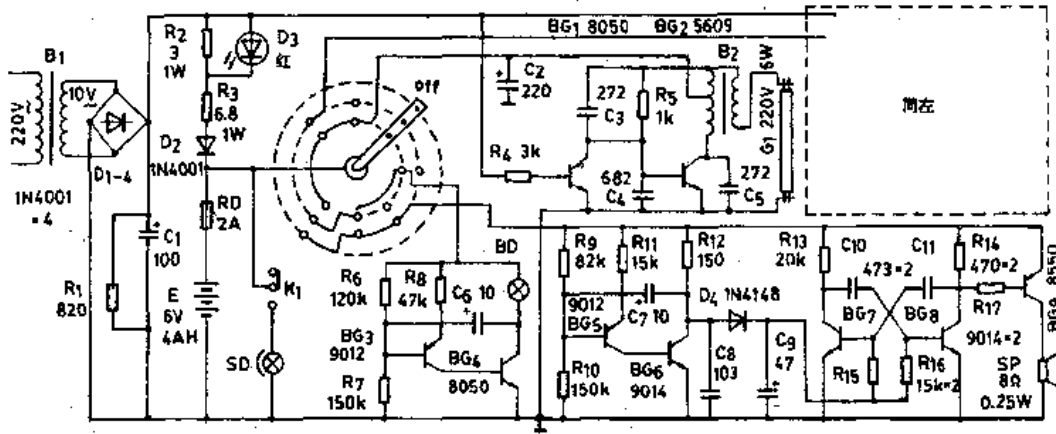 B1
220V
10V
D1-4
1N4001
=4
R1
820
C1
100
R2
3
1W
D3
红
R3
6.8
1W
D2
1N4001
RD
2A
E
6V
4AH
K1
SD
off
BG1 8050 BG2 5609
C2
220
R4 3k
272
C3
R5
1k
682
C4
B2
6W
G1 220V
272
C5
简左
R6
120k
R8
47k
C6 10
BD
BG3
9012
BG4
8050
R7
150k
R9
82k
R11
15k
R12
150
9012
BG5
C7 10
D4 1N4148
R10
150k
BG6
9014
C8
103
C9
47
R13
20k
C10
C11
473=2
R14
470=2
R17
BG7
BG8
9014=2
R15
R16
15k=2
BG9 8550
SP
8Ω
0.25W